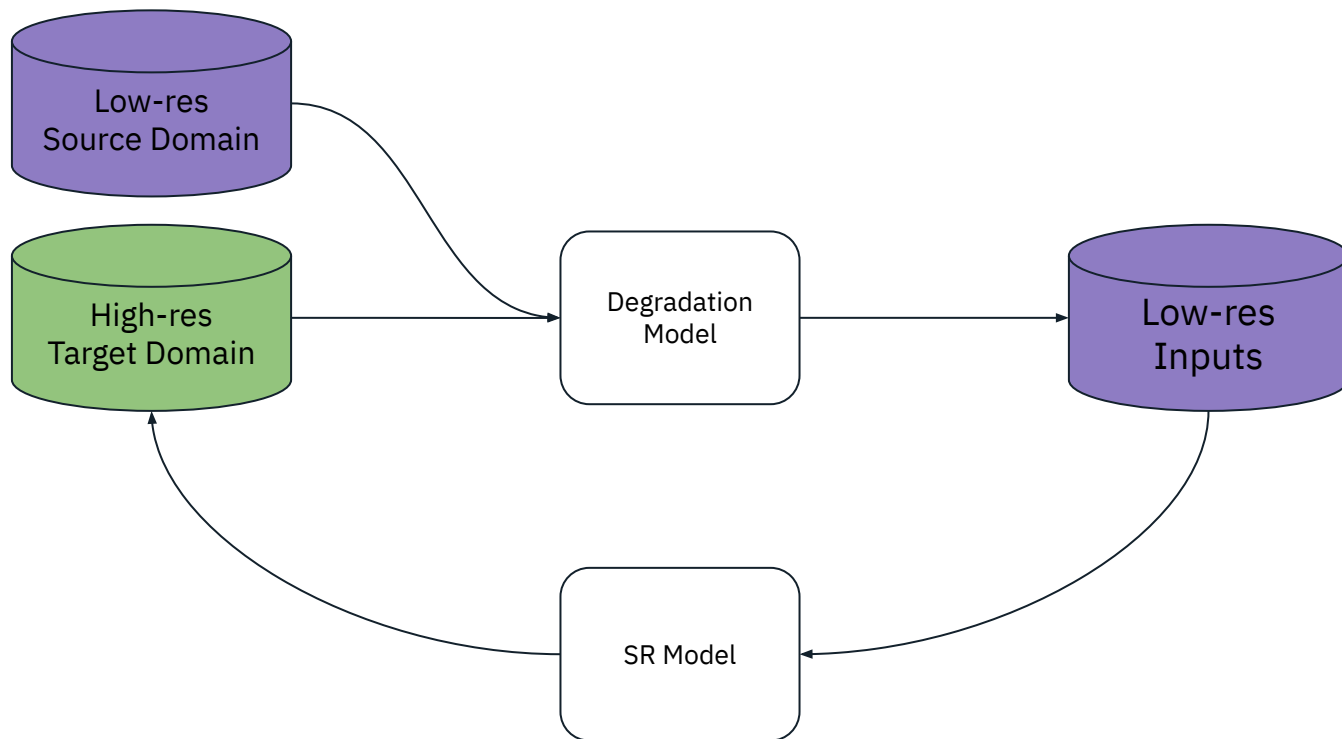 Low-res
Source Domain
High-res
Target Domain
Degradation
Model
Low-res
Inputs
SR Model